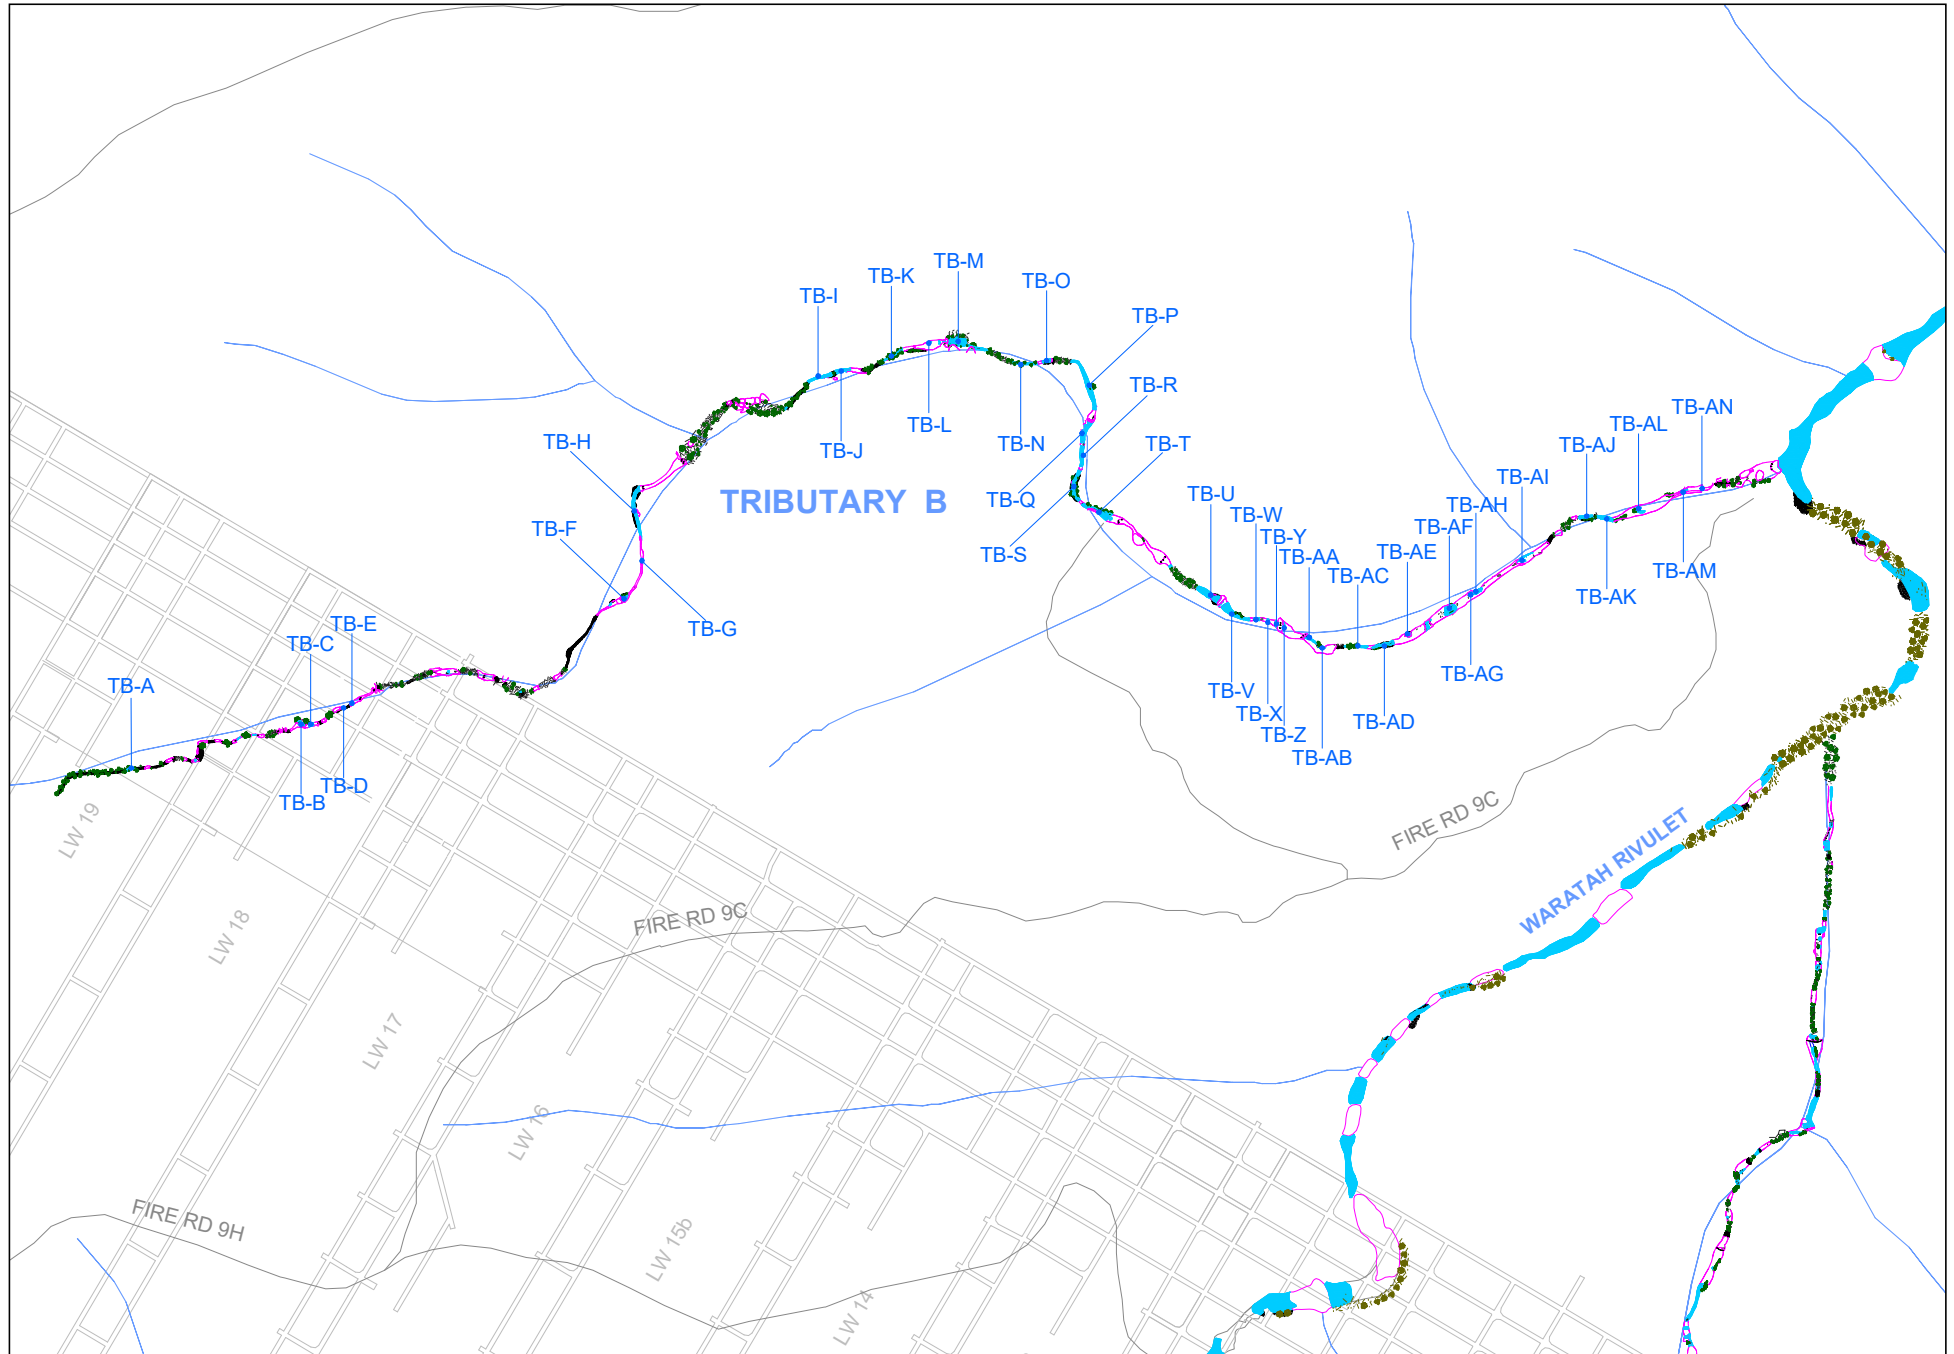 TB-M
TB-K
TB-O
TB-I
TB-P
TB-R
TB-AN
TB-L
TB-AL
TB-H
TB-N
TB-T
TB-AJ
TB-J
TB-AI
TRIBUTARY B
TB-Q
TB-U
TB-AH
TB-W
TB-AF
TB-F
TB-Y
TB-S
TB-AE
TB-AA
TB-AM
TB-AC
TB-AK
TB-E
TB-G
TB-C
TB-AG
TB-A
TB-V
TB-X
TB-AD
TB-Z
TB-AB
TB-D
TB-B
FIRE RD 9C
LW 19
WARATAH RIVULET
FIRE RD 9C
LW 18
LW 17
LW 16
FIRE RD 9H
LW 15b
LW 14